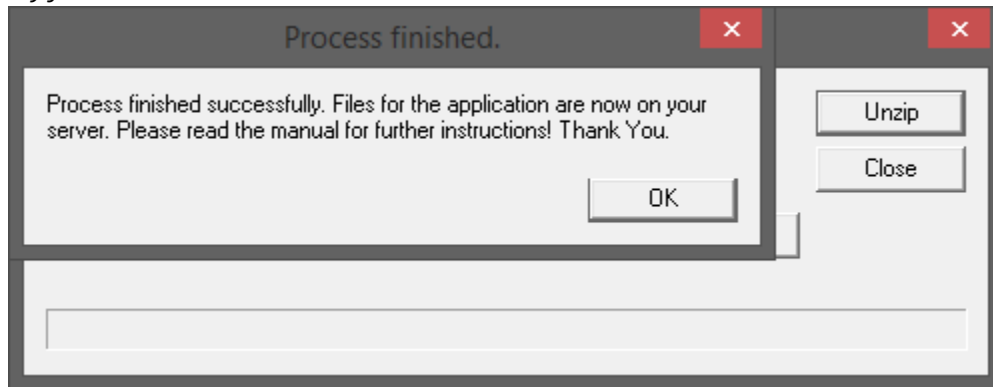 Process finished.
Process finished successfully. Files for the application are now on your
server. Please read the manual for further instructions! Thank You.
OK
Unzip
Close